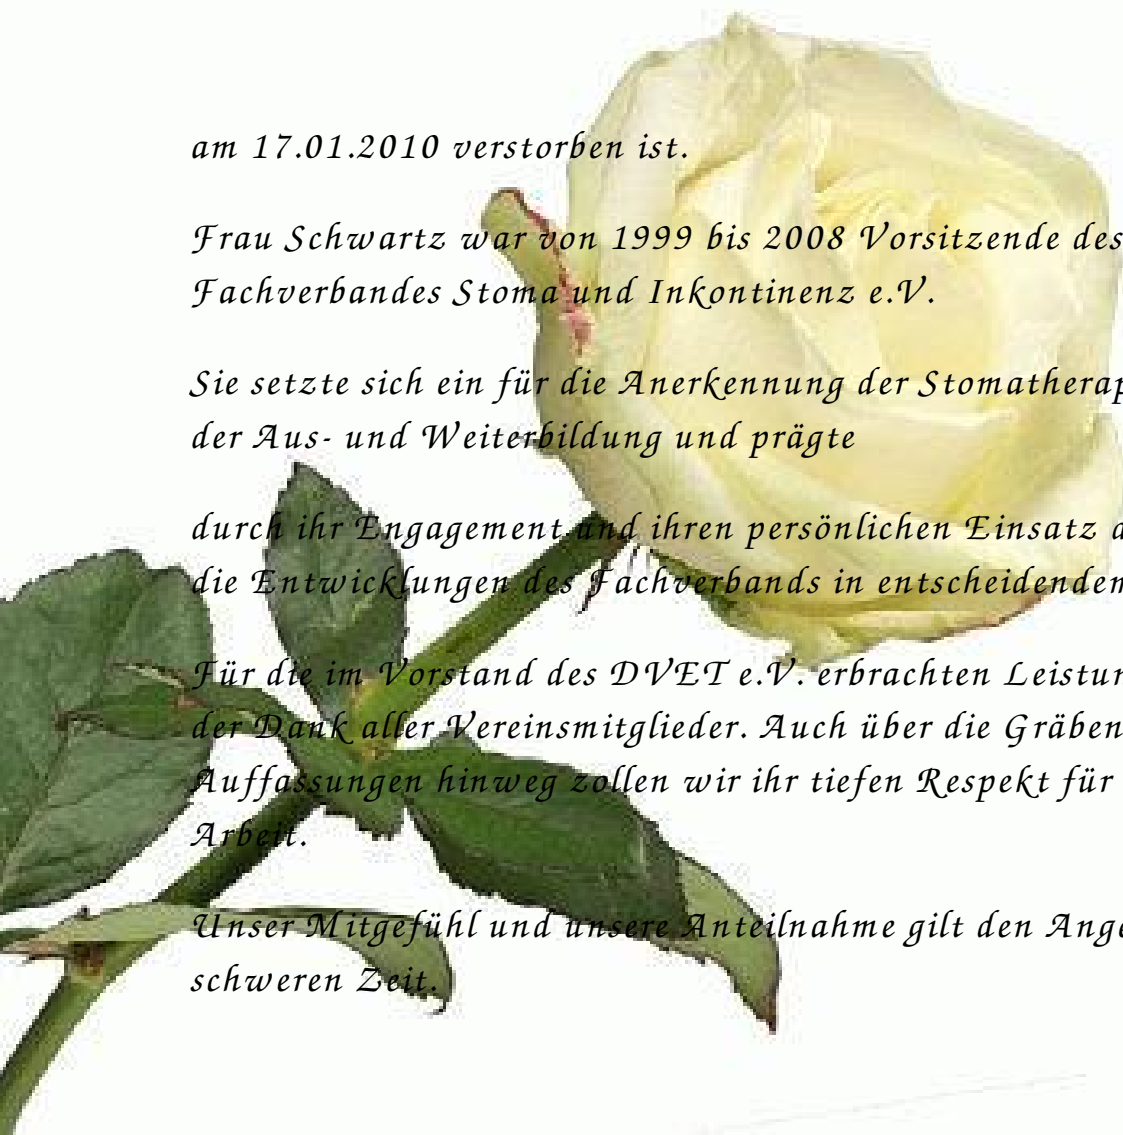 am 17.01.2010 verstorben ist.
Frau Schwartz war von 1999 bis 2008 Vorsitzende des
Fachverbandes Stoma und Inkontinenz e.V.
Sie setzte sich ein für die Anerkennung der
der Aus- und Weiterbildung und prägte
durch ihr Engagement und ihren persönlichen Einsatz
die Entwicklungen des Fachverbands in entscheidendem
Für die im Vorstand des DVET e.V. erbrachten
der Dank aller Vereinsmitglieder. Auch über die Gräben
Auffassungen hinweg zollen wir ihr tiefen Respekt für
Arbeit.
Unser Mitgefühl und unsere Anteilnahme gilt den
schweren Zeit.